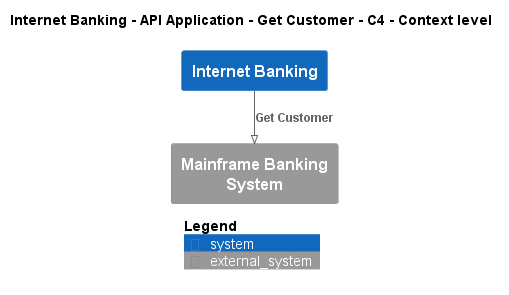 Internet Banking - API Application - Get Customer - C4 - Context level
Internet Banking
Get Customer
Mainframe Banking
System
Legend
system
external_system